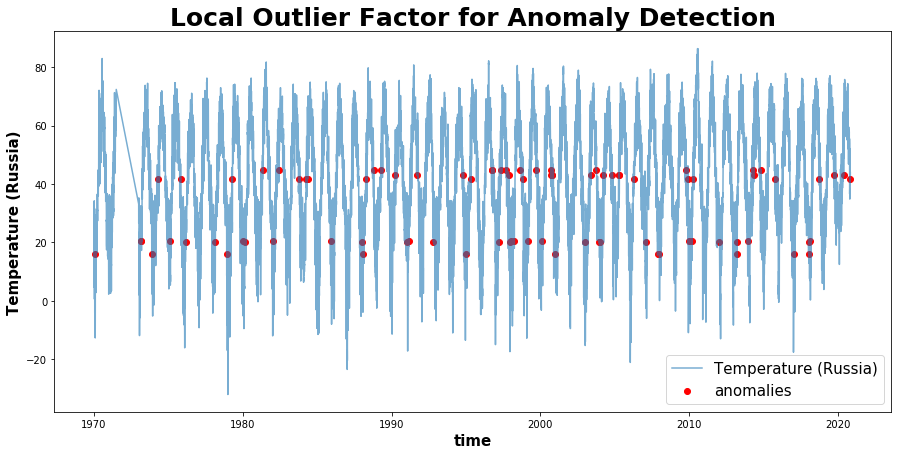 Local Outlier Factor for Anomaly Detection
Temperature (Russia)
80
60
40
20
0
−20
1970
1980
1990
2000
2010
2020
time
Temperature (Russia)
anomalies